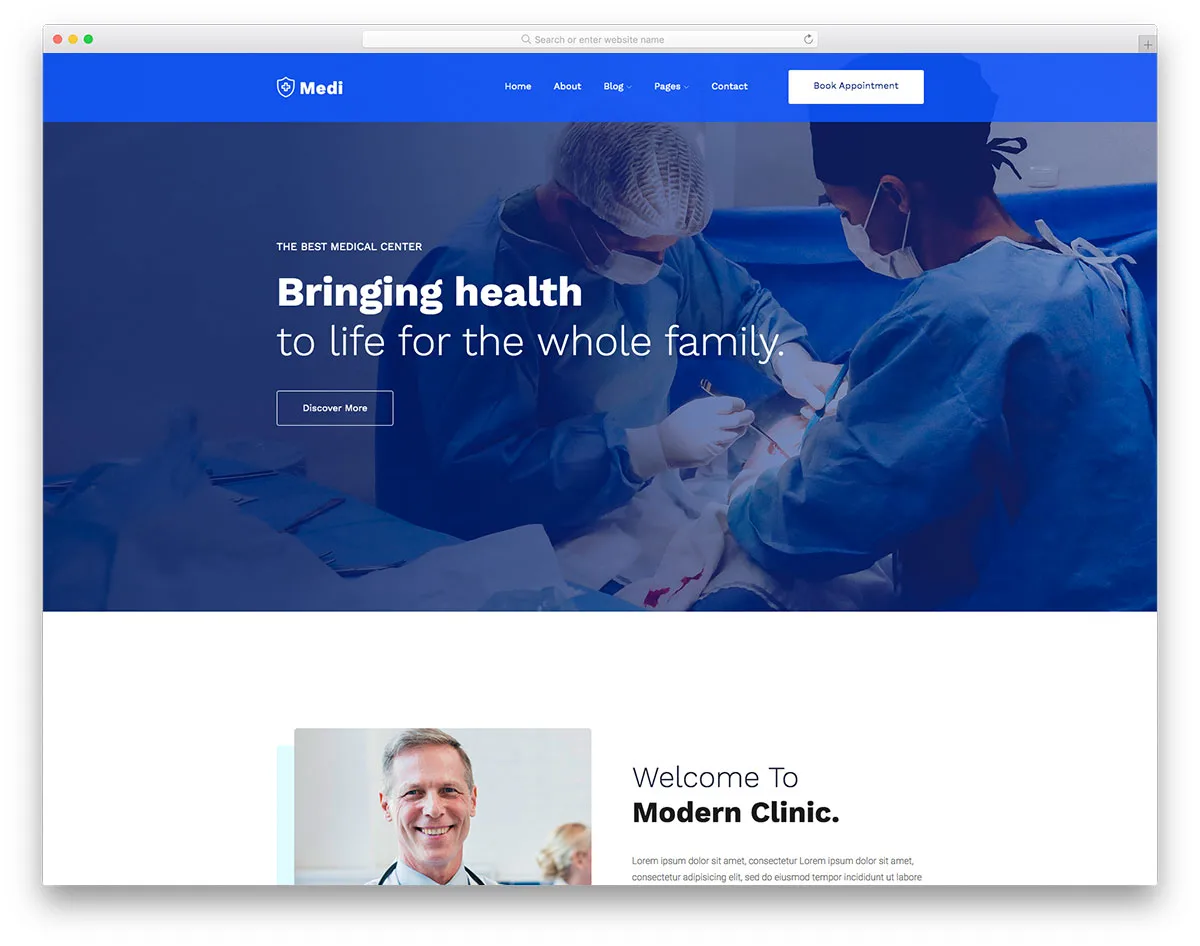 Search or enter website name
Medi
Home
About
Blog
Pages
Contact
Book Appointment
THE BEST MEDICAL CENTER
Bringing health
to life for the whole family.
Discover More
Welcome To
Modern Clinic.
Lorem ipsum dolor sit amet, consectetur Lorem ipsum dolor sit amet,
consectetur adipisicing elit, sed do eiusmod tempor incididunt ut labore